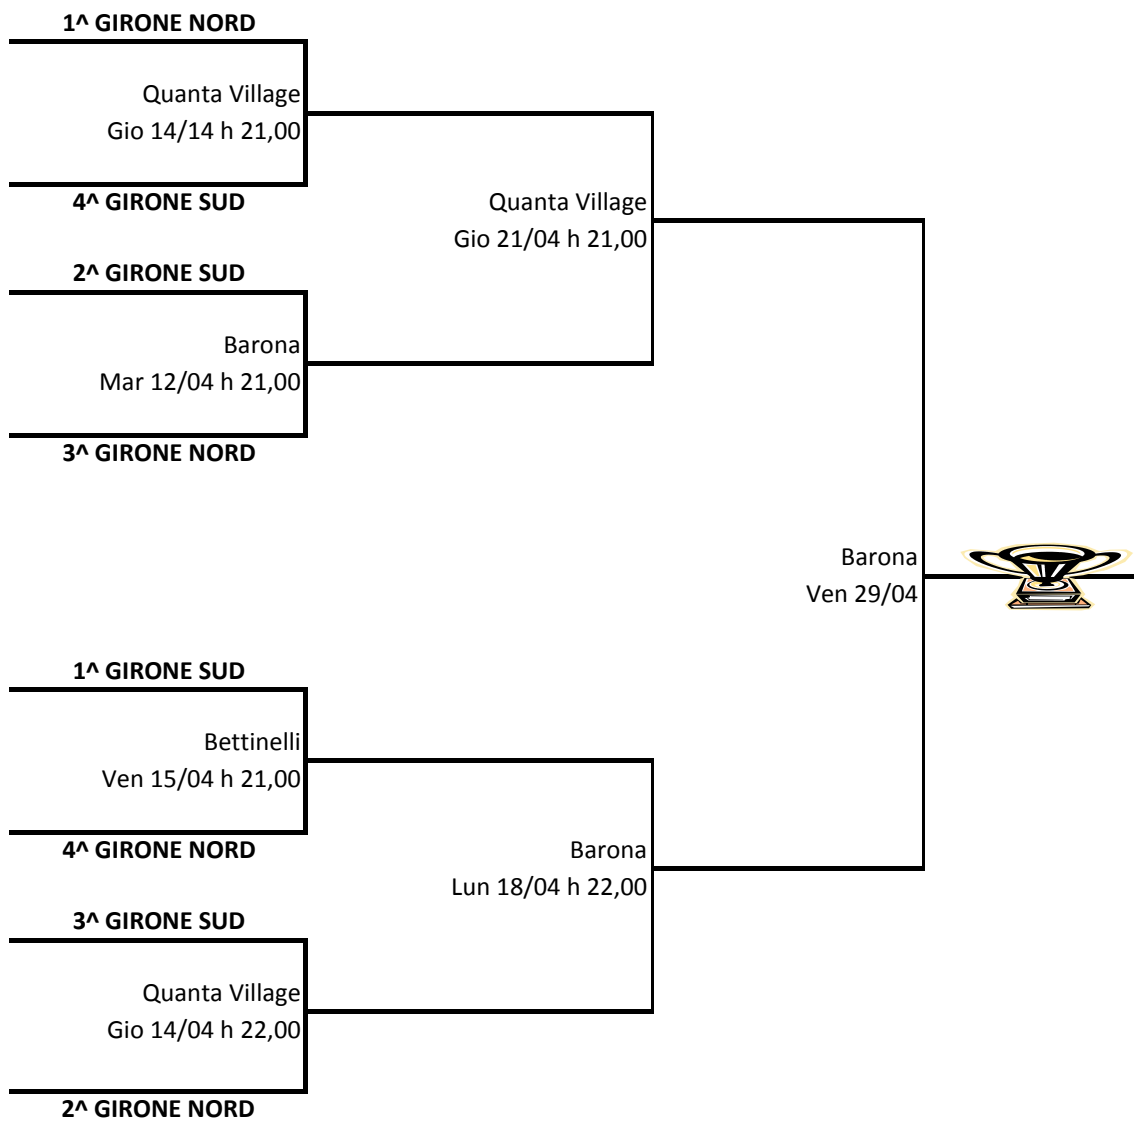 1^ GIRONE NORD
Quanta Village
Gio 14/14 h 21,00
4^ GIRONE SUD
Quanta Village
Gio 21/04 h 21,00
2^ GIRONE SUD
Barona
Mar 12/04 h 21,00
3^ GIRONE NORD
Barona
Ven 29/04
1^ GIRONE SUD
Bettinelli
Ven 15/04 h 21,00
4^ GIRONE NORD
Barona
Lun 18/04 h 22,00
3^ GIRONE SUD
Quanta Village
Gio 14/04 h 22,00
2^ GIRONE NORD